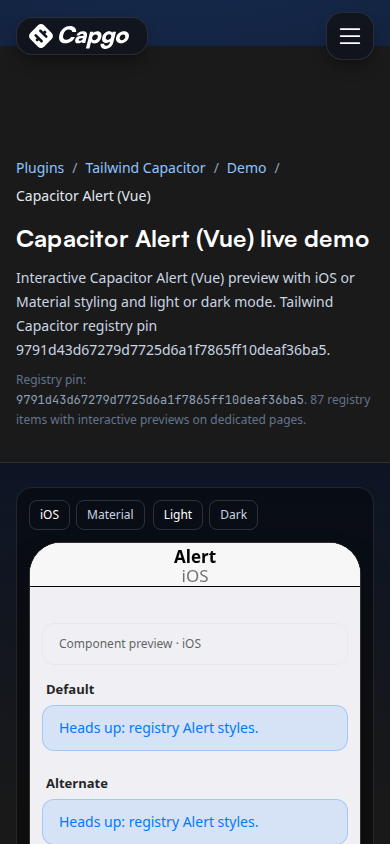 Capgo
Plugins / Tailwind Capacitor / Demo /
Capacitor Alert (Vue)
Capacitor Alert (Vue) live demo
Interactive Capacitor Alert (Vue) preview with iOS or
Material styling and light or dark mode. Tailwind
Capacitor registry pin
9791d43d67279d7725d6a1f7865ff10deaf36ba5.
Registry pin:
9791d43d67279d7725d6a1f7865ff10deaf36ba5. 87 registry
items with interactive previews on dedicated pages.
iOS Material Light Dark
Alert
iOS
Component preview · iOS
Default
Heads up: registry Alert styles.
Alternate
Heads up: registry Alert styles.